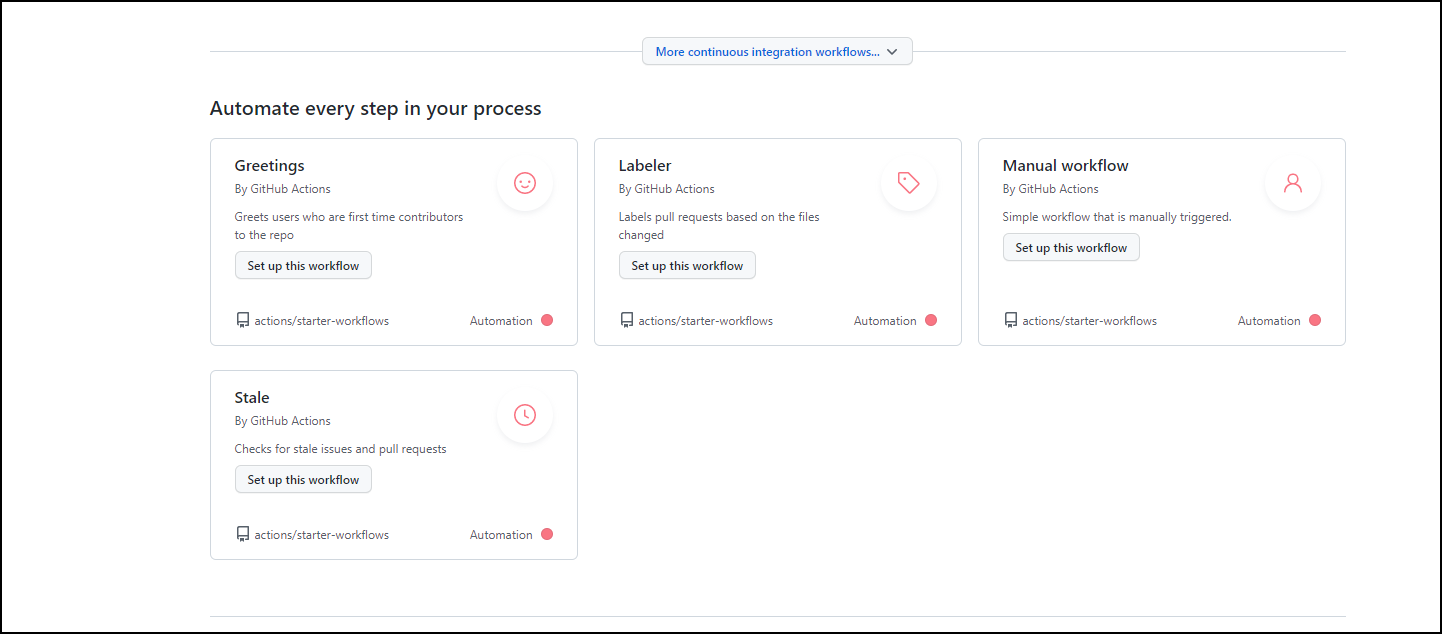 More continuous integration workflows...
Automate every step in your process
Greetings
By GitHub Actions
Greets users who are first time contributors
to the repo
Set up this workflow
actions/starter-workflows
Automation
Labeler
By GitHub Actions
Labels pull requests based on the files
changed
Set up this workflow
actions/starter-workflows
Automation
Manual workflow
By GitHub Actions
Simple workflow that is manually triggered.
Set up this workflow
actions/starter-workflows
Automation
Stale
By GitHub Actions
Checks for stale issues and pull requests
Set up this workflow
actions/starter-workflows
Automation